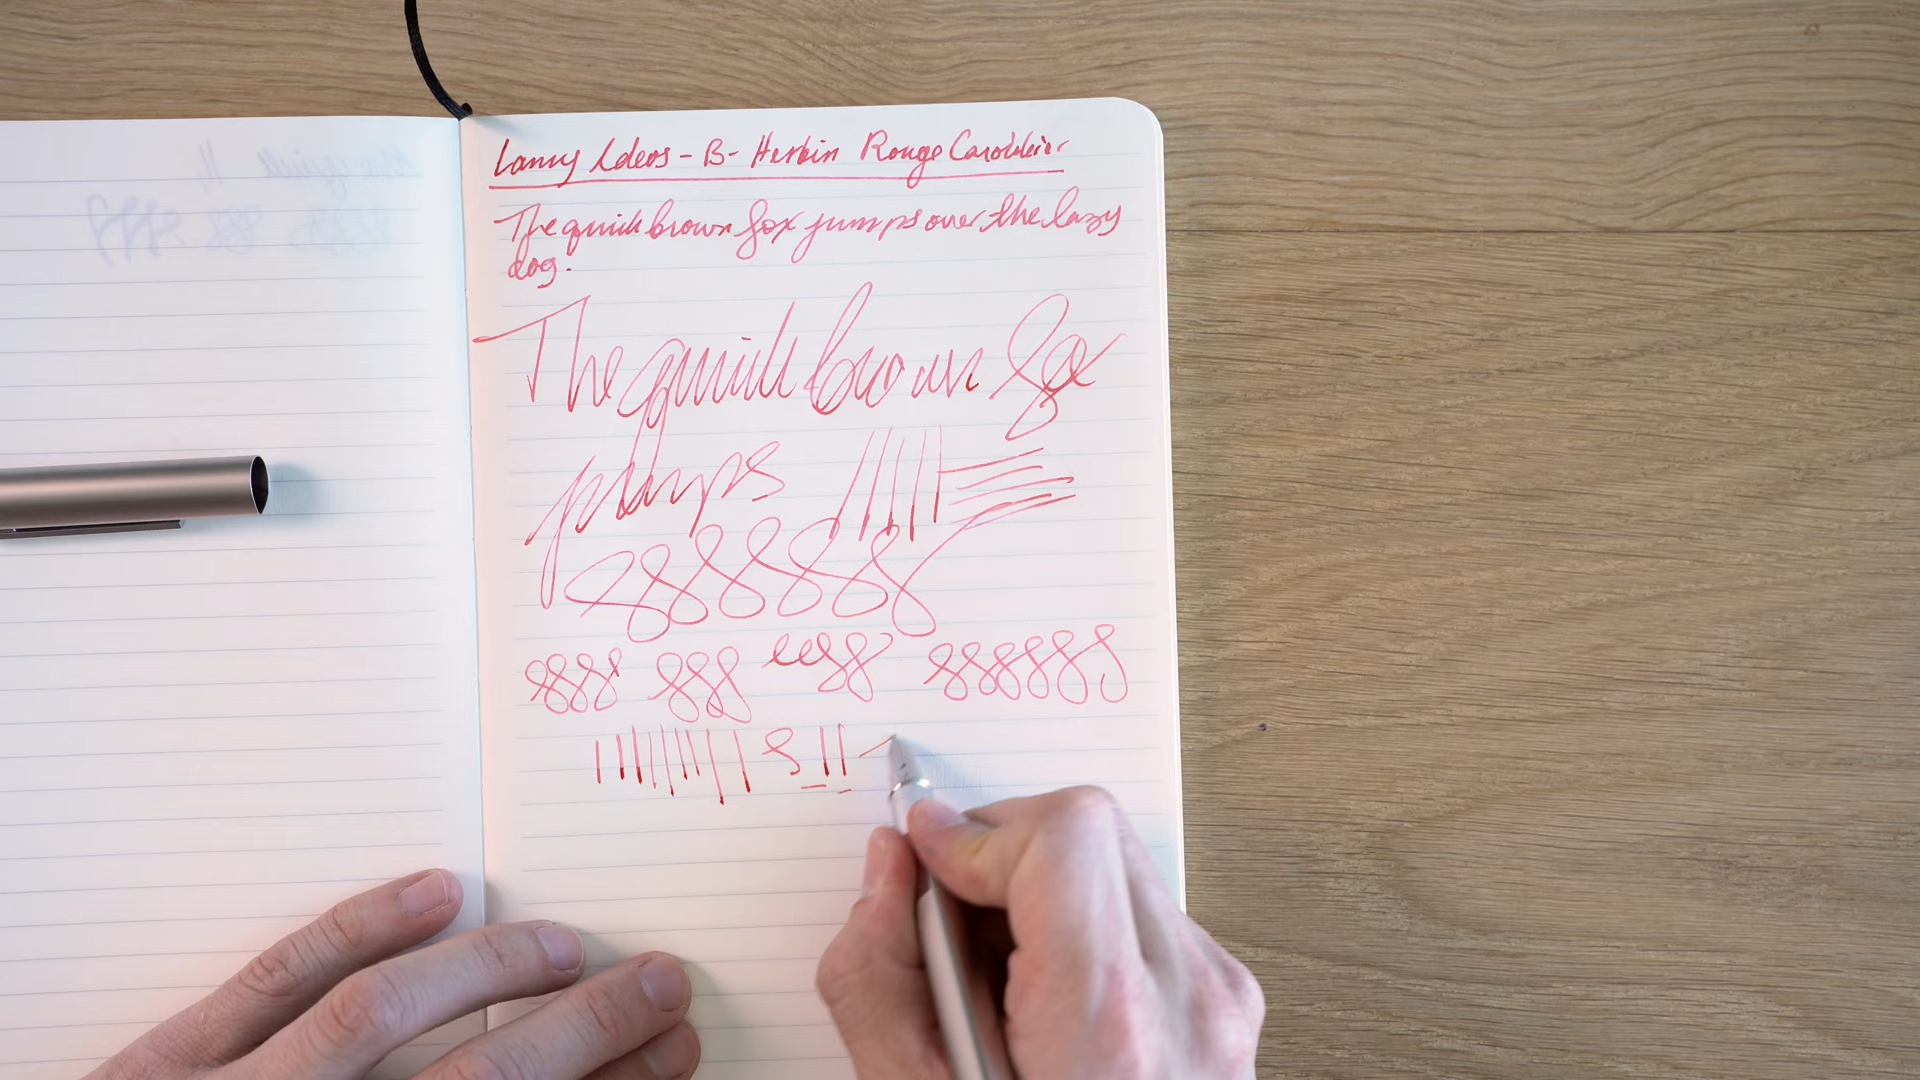 Lamy Ideos - B - Herbin Rouge Caroubier
The quick brown fox jumps over the lazy
dog.
The quick brown fox
jumps